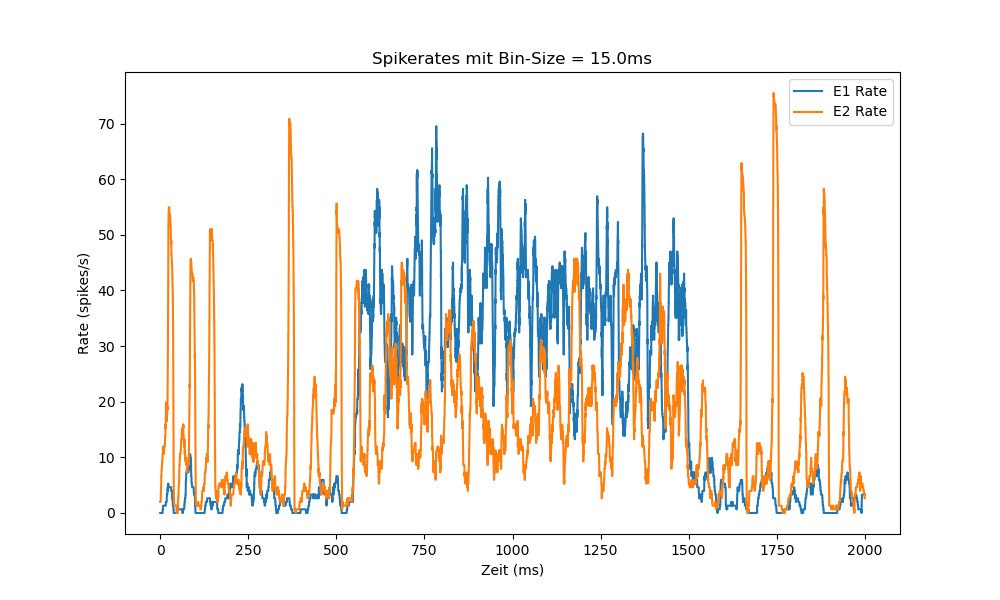 Spikerates mit Bin-Size = 15.0ms
E1 Rate
E2 Rate
Rate (spikes/s)
70
60
50
40
30
20
10
0
0 250 500 750 1000 1250 1500 1750 2000
Zeit (ms)